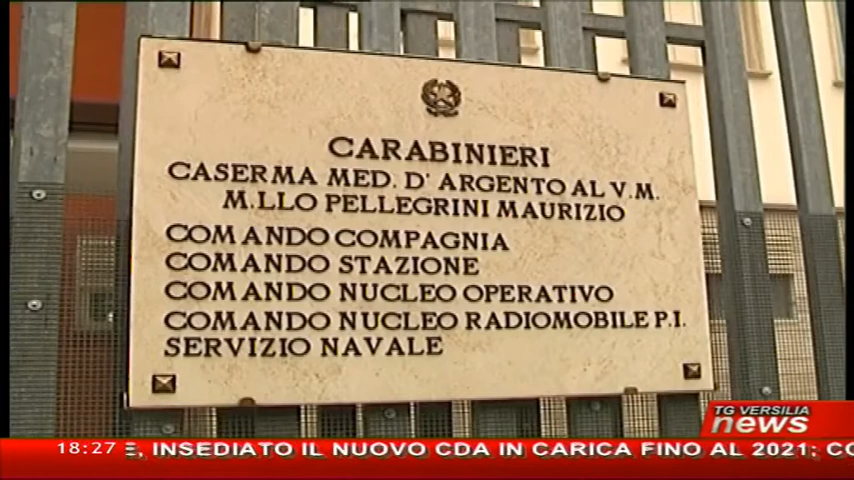 CARABINIERI
CASERMA MED. D' ARGENTO AL V.M.
M.LLO PELLEGRINI MAURIZIO
COMANDO COMPAGNIA
COMANDO STAZIONE
COMANDO NUCLEO OPERATIVO
COMANDO NUCLEO RADIOMOBILE P.I.
SERVIZIO NAVALE
TG VERSILIA
news
18:27 E, INSEDIATO IL NUOVO CDA IN CARICA FINO AL 2021; CO